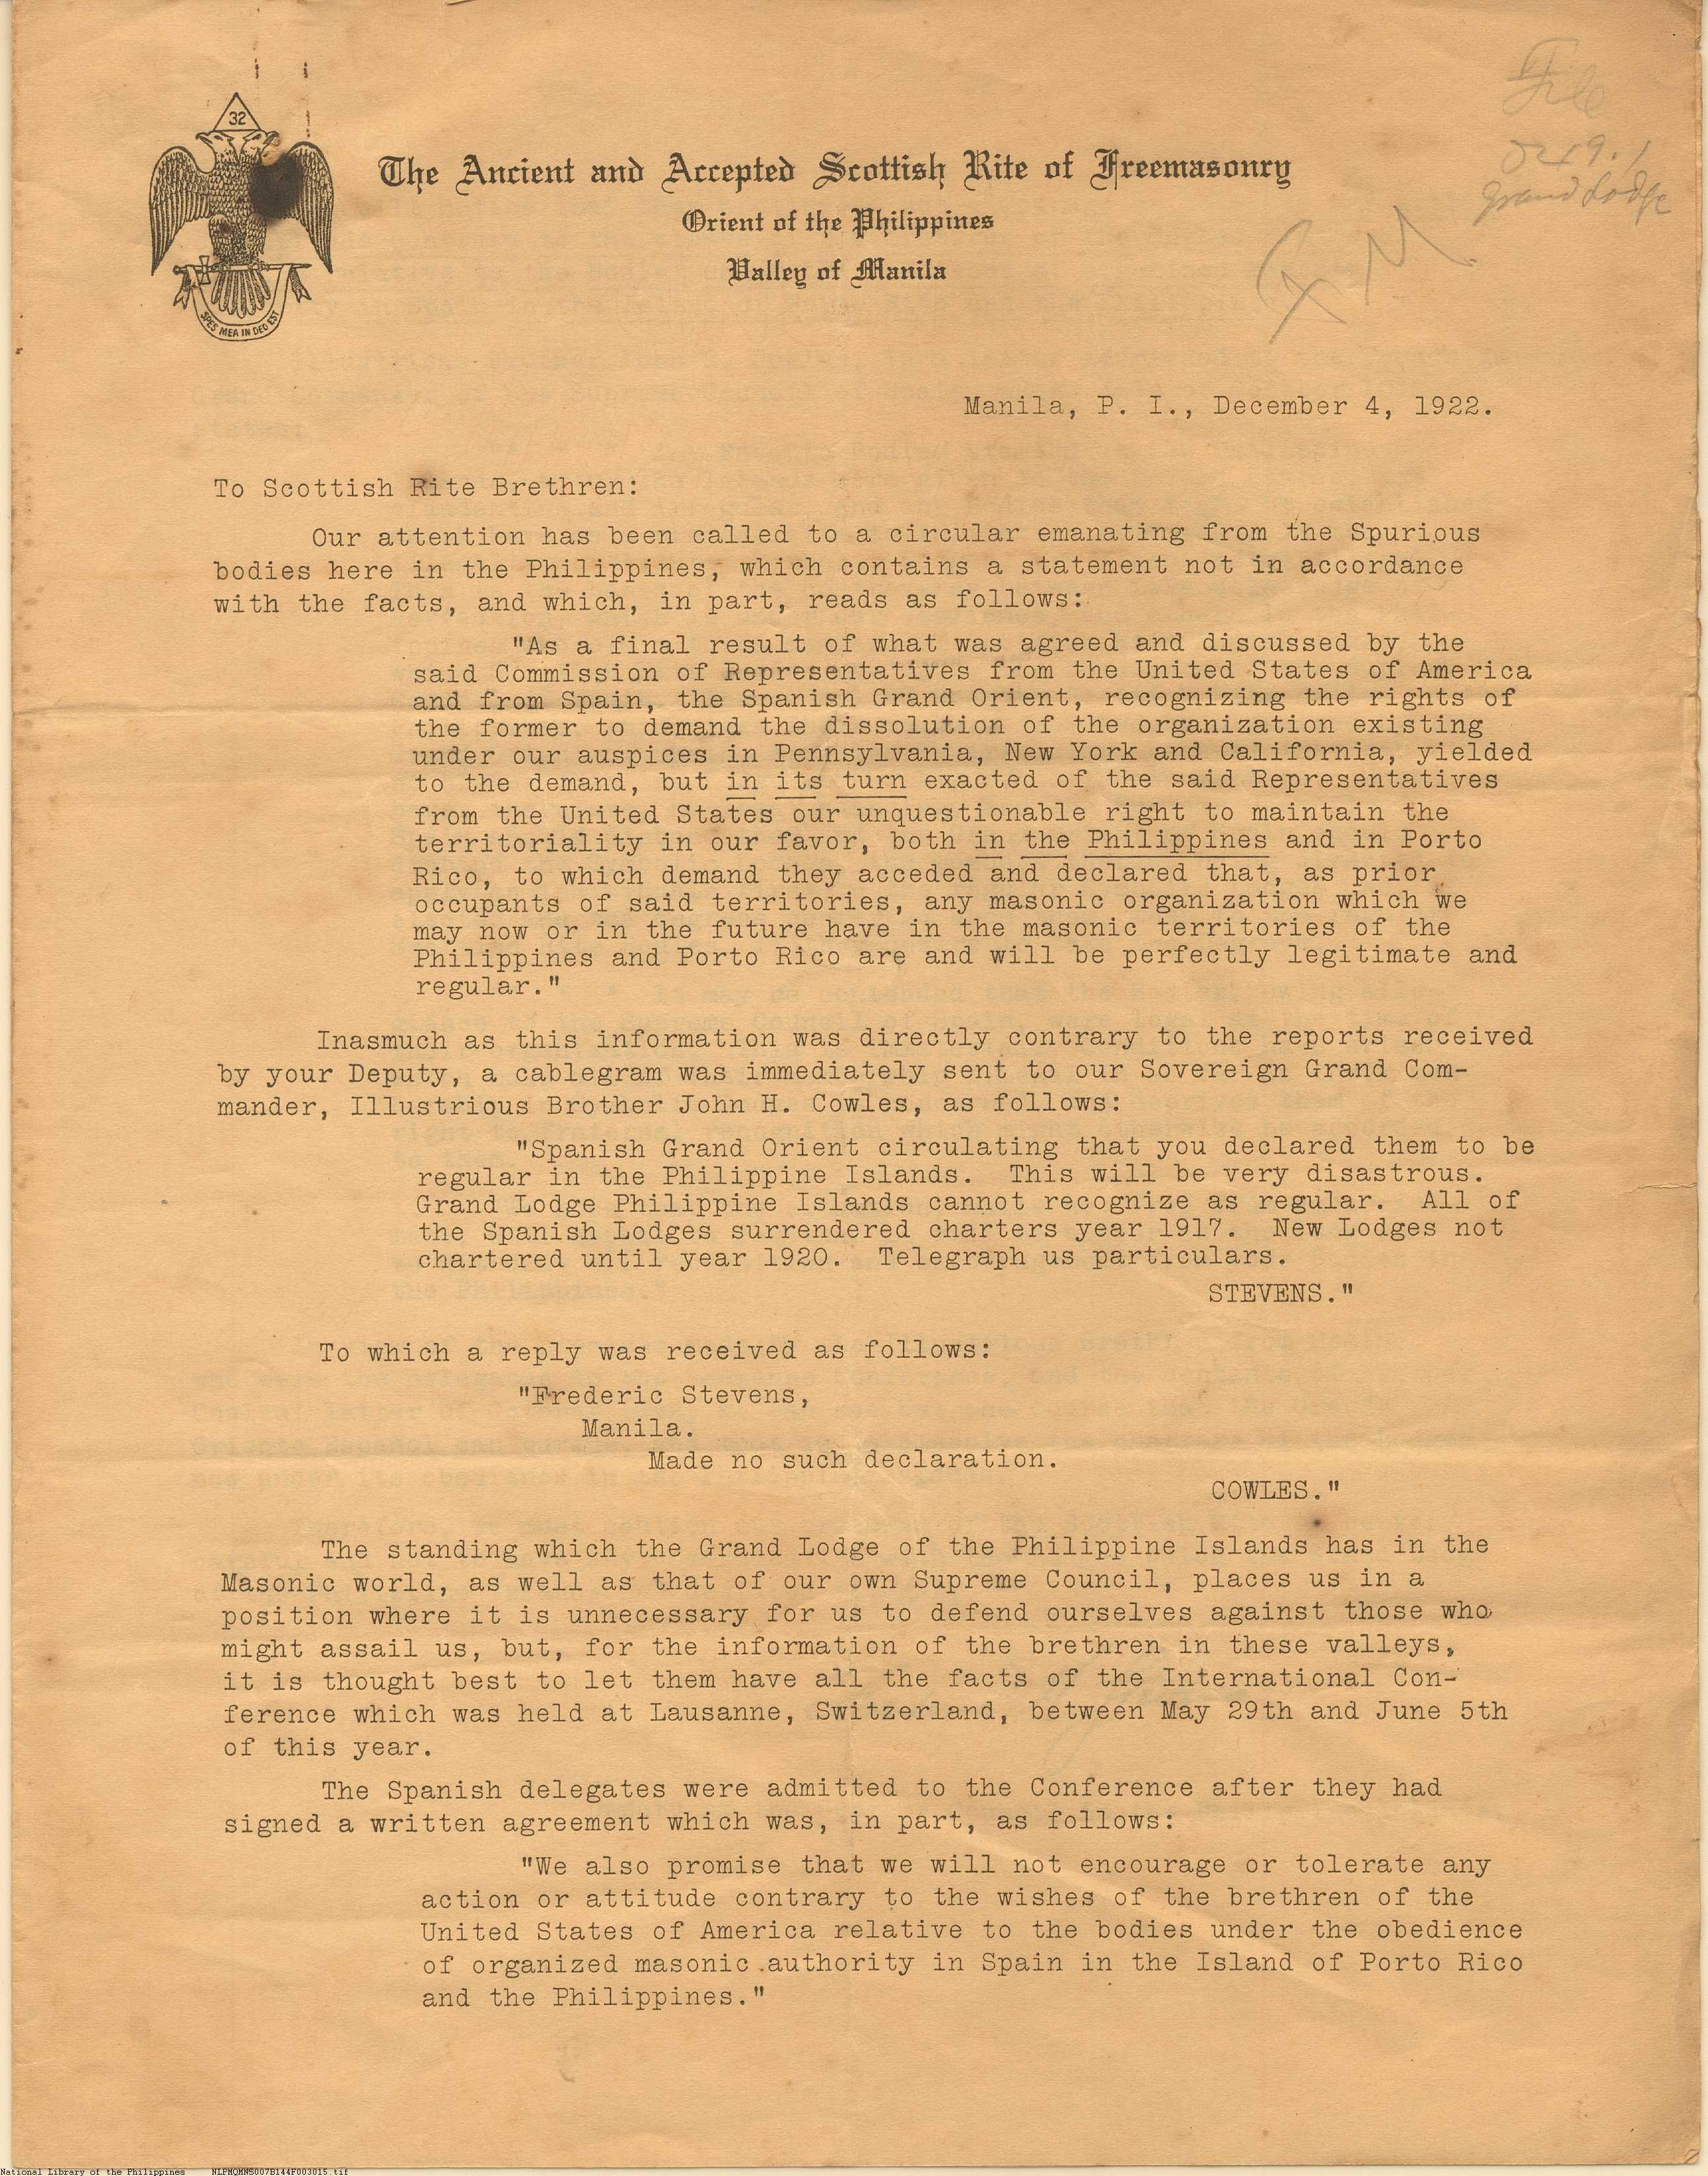 32
SPES MEA IN DEO EST
The Ancient and Accepted Scottish Rite of Freemasonry
Orient of the Philippines
Valley of Manila
File
Grand Lodge
Manila, P. I., December 4, 1922.
To Scottish Rite Brethren:
Our attention has been called to a circular emanating from the Spurious
bodies here in the Philippines, which contains a statement not in accordance
with the facts, and which, in part, reads as follows:
"As a final result of what was agreed and discussed by the
said Commission of Representatives from the United States of America
and from Spain, the Spanish Grand Orient, recognizing the rights of
the former to demand the dissolution of the organization existing
under our auspices in Pennsylvania, New York and California, yielded
to the demand, but in its turn exacted of the said Representatives
from the United States our unquestionable right to maintain the
territoriality in our favor, both in the Philippines and in Porto
Rico, to which demand they acceded and declared that, as prior
occupants of said territories, any masonic organization which we
may now or in the future have in the masonic territories of the
Philippines and Porto Rico are and will be perfectly legitimate and
regular."
Inasmuch as this information was directly contrary to the reports received
by your Deputy, a cablegram was immediately sent to our Sovereign Grand Com-
mander, Illustrious Brother John H. Cowles, as follows:
"Spanish Grand Orient circulating that you declared them to be
regular in the Philippine Islands. This will be very disastrous.
Grand Lodge Philippine Islands cannot recognize as regular. All of
the Spanish Lodges surrendered charters year 1917. New Lodges not
chartered until year 1920. Telegraph us particulars.
STEVENS."
To which a reply was received as follows:
"Frederic Stevens,
Manila.
Made no such declaration.
COWLES."
The standing which the Grand Lodge of the Philippine Islands has in the
Masonic world, as well as that of our own Supreme Council, places us in a
position where it is unnecessary for us to defend ourselves against those who
might assail us, but, for the information of the brethren in these valleys,
it is thought best to let them have all the facts of the International Con-
ference which was held at Lausanne, Switzerland, between May 29th and June 5th
of this year.
The Spanish delegates were admitted to the Conference after they had
signed a written agreement which was, in part, as follows:
"We also promise that we will not encourage or tolerate any
action or attitude contrary to the wishes of the brethren of the
United States of America relative to the bodies under the obedience
of organized masonic authority in Spain in the Island of Porto Rico
and the Philippines."
National Library of the Philippines NLPMQMNS007B144F003015.tif